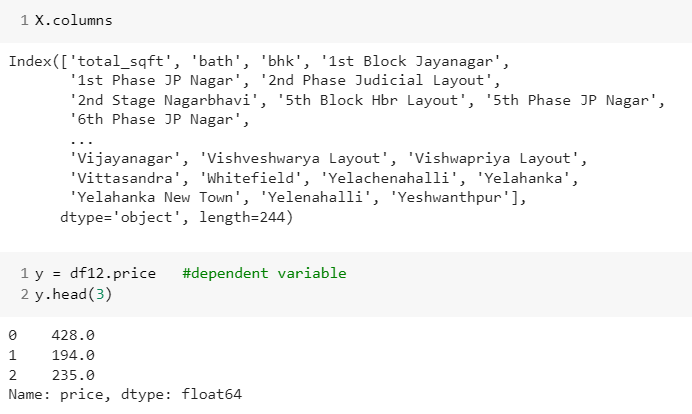 1 X.columns
Index(['total_sqft', 'bath', 'bhk', '1st Block Jayanagar',
'1st Phase JP Nagar', '2nd Phase Judicial Layout',
'2nd Stage Nagarbhavi', '5th Block Hbr Layout', '5th Phase JP Nagar',
'6th Phase JP Nagar',
...
'Vijayanagar', 'Vishveshwarya Layout', 'Vishwapriya Layout',
'Vittasandra', 'Whitefield', 'Yelachenahalli', 'Yelahanka',
'Yelahanka New Town', 'Yelenahalli', 'Yeshwanthpur'],
dtype='object', length=244)
1 y = df12.price   #dependent variable
2 y.head(3)
0    428.0
1    194.0
2    235.0
Name: price, dtype: float64